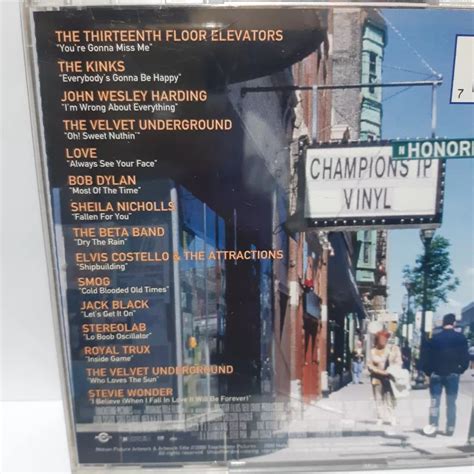 THE THIRTEENTH FLOOR ELEVATORS
"You're Gonna Miss Me"
THE KINKS
"Everybody's Gonna Be Happy"
JOHN WESLEY HARDING
"I'm Wrong About Everything"
THE VELVET UNDERGROUND
"Oh! Sweet Nuthin'"
LOVE
"Always See Your Face"
BOB DYLAN
"Most Of The Time"
SHEILA NICHOLLS
"Fallen For You"
THE BETA BAND
"Dry The Rain"
ELVIS COSTELLO & THE ATTRACTIONS
"Shipbuilding"
SMOG
"Cold Blooded Old Times"
JACK BLACK
"Let's Get It On"
STEREOLAB
"Lo Boob Oscillator"
ROYAL TRUX
"Inside Game"
THE VELVET UNDERGROUND
"Who Loves The Sun"
STEVIE WONDER
"I Believe (When I Fall In Love It Will Be Forever)"
7
N HONORE
CHAMPIONS IP
VINYL